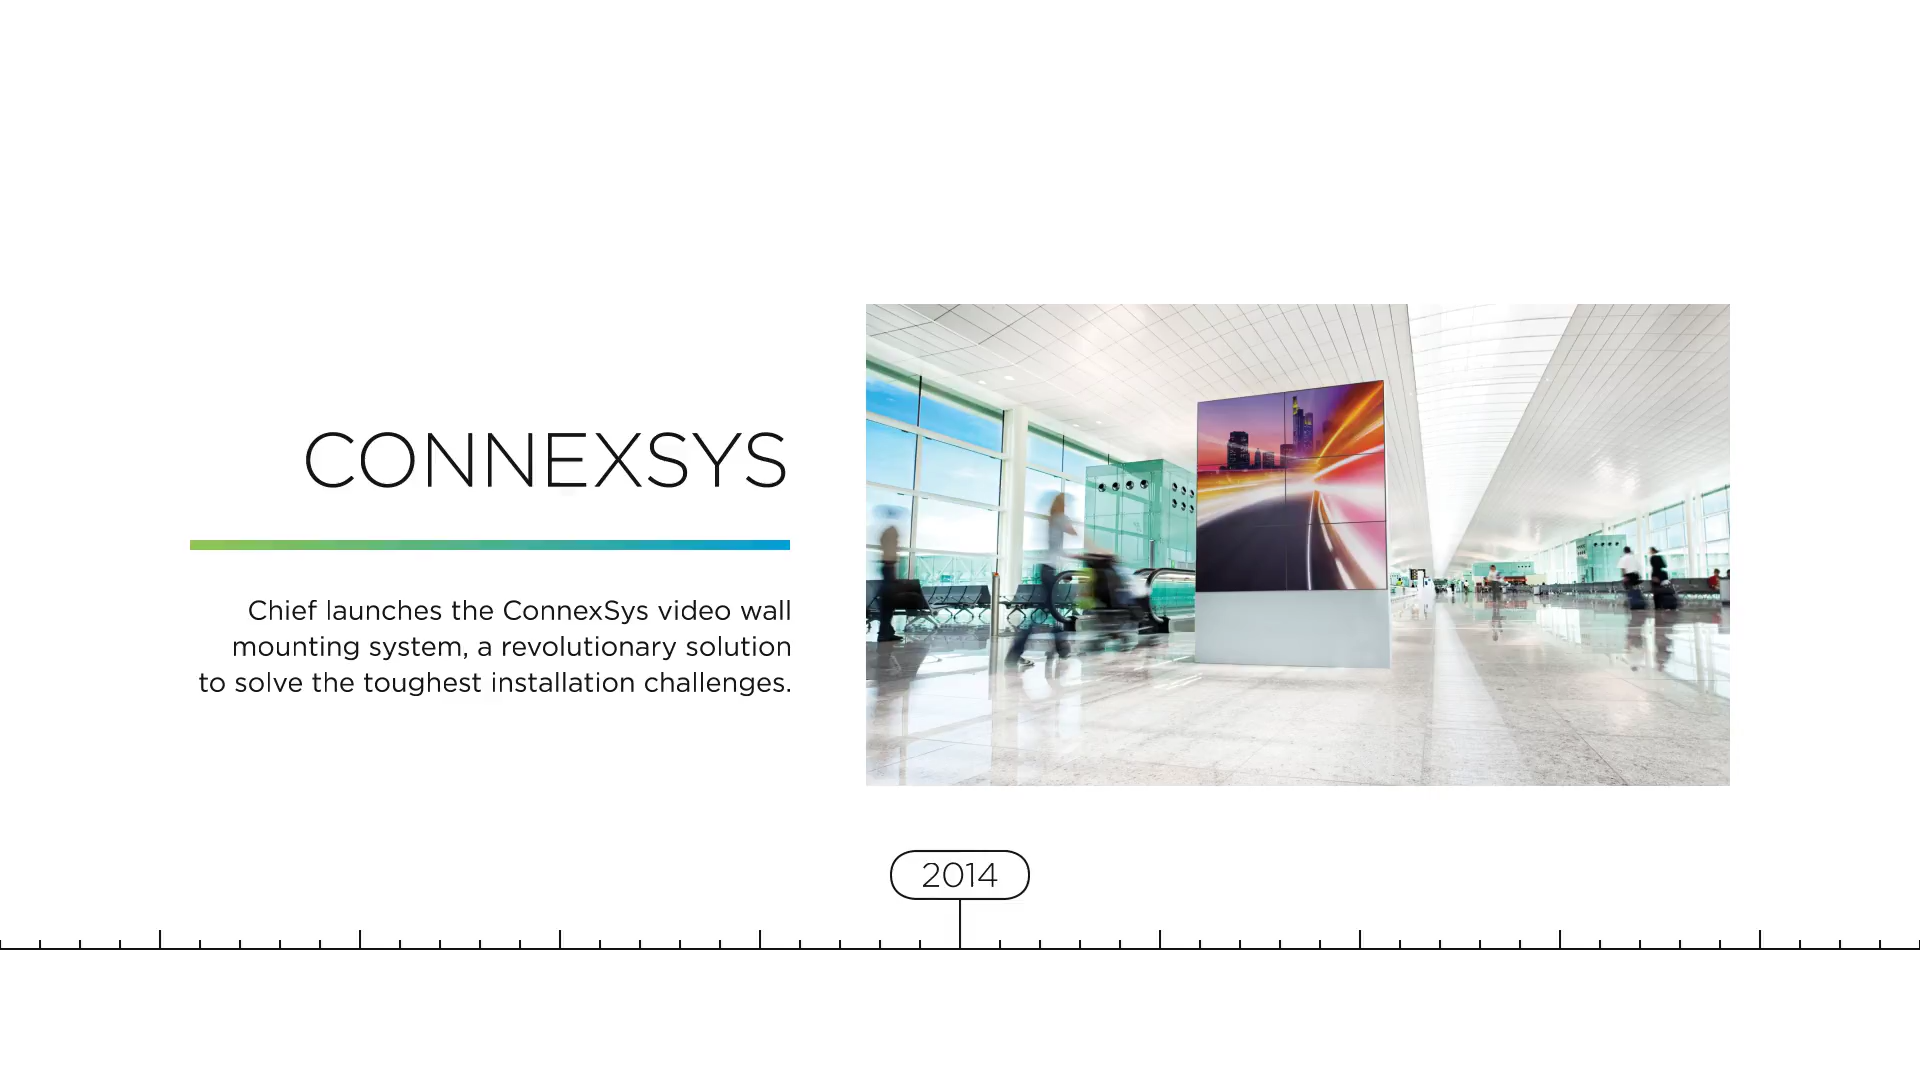 CONNEXSYS
Chief launches the ConnexSys video wall
mounting system, a revolutionary solution
to solve the toughest installation challenges.
2014